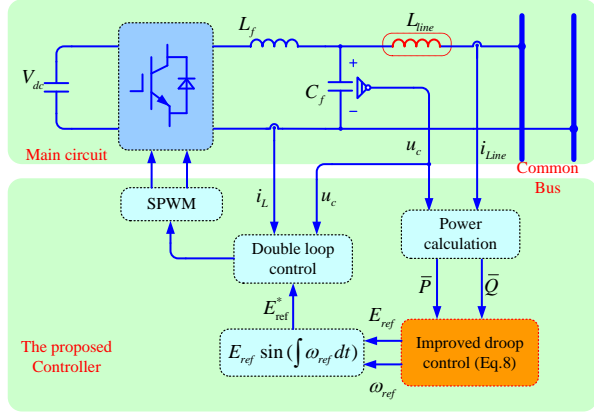 L_f
L_line
V_dc
+
C_f
−
u_c
i_Line
Main circuit
Common
Bus
SPWM
i_L
u_c
Double loop
control
Power
calculation
P̄
Q̄
E*_ref
E_ref
The proposed
Controller
E_ref sin (∫ ω_ref dt)
Improved droop
control (Eq.8)
ω_ref